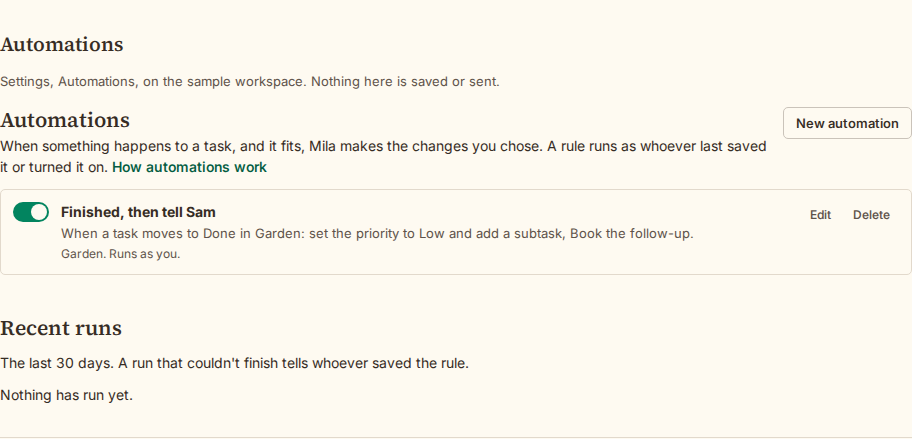 Automations
Settings, Automations, on the sample workspace. Nothing here is saved or sent.
Automations
New automation
When something happens to a task, and it fits, Mila makes the changes you chose. A rule runs as whoever last saved
it or turned it on. How automations work
Finished, then tell Sam
Edit
Delete
When a task moves to Done in Garden: set the priority to Low and add a subtask, Book the follow-up.
Garden. Runs as you.
Recent runs
The last 30 days. A run that couldn't finish tells whoever saved the rule.
Nothing has run yet.